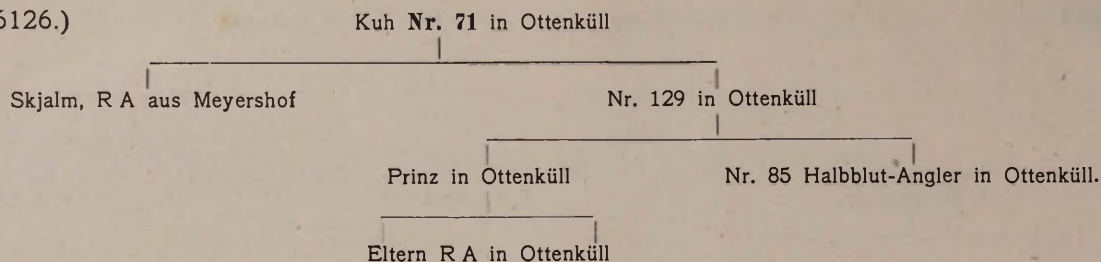 6126.) Kuh Nr. 71 in Ottenküll
Skjalm, R A aus Meyershof Nr. 129 in Ottenküll
Prinz in Ottenküll Nr. 85 Halbblut-Angler in Ottenküll.
Eltern R A in Ottenküll